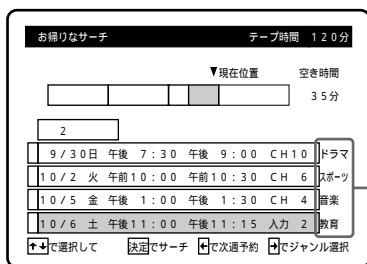 お帰りなサーチ テープ時間 120分
▼現在位置 空き時間
35分
2
9/30日 午後 7:30 午後 9:00 CH10 ドラマ
10/2 火 午前10:00 午前10:30 CH 6 スポーツ
10/5 金 午後 1:00 午後 1:30 CH 4 音楽
10/6 土 午後11:00 午後11:15 入力 2 教育
↑↓で選択して 決定でサーチ ←で次週予約 →でジャンル選択